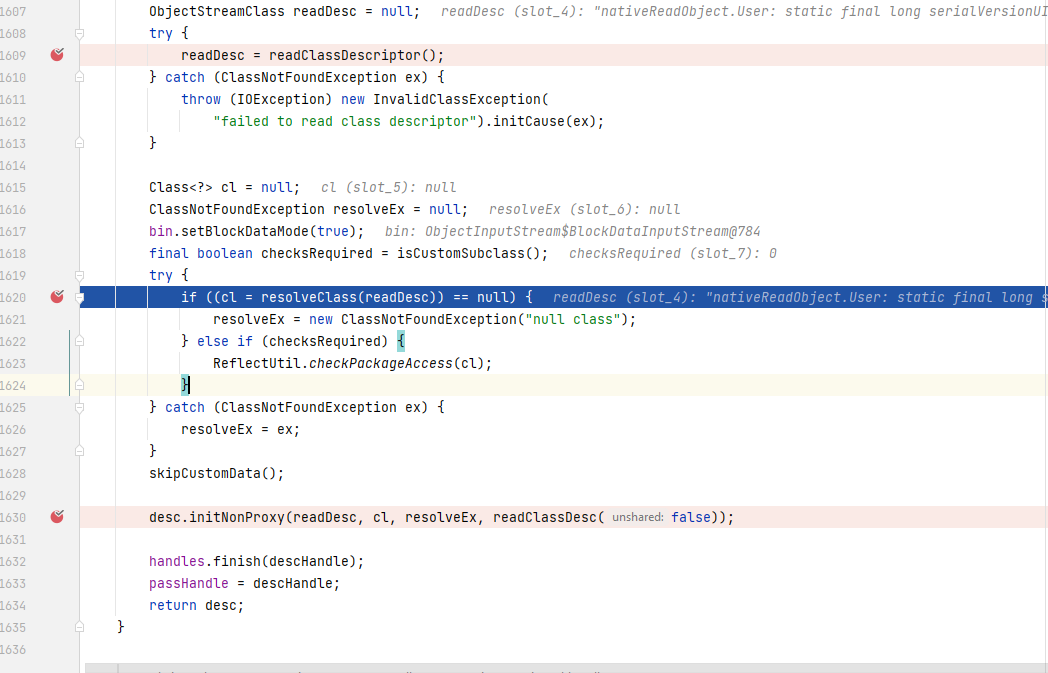 1607 ObjectStreamClass readDesc = null; readDesc (slot_4): "nativeReadObject.User: static final long serialVersionUI
1608 try {
1609 readDesc = readClassDescriptor();
1610 } catch (ClassNotFoundException ex) {
1611 throw (IOException) new InvalidClassException(
1612 "failed to read class descriptor").initCause(ex);
1613 }
1614
1615 Class<?> cl = null; cl (slot_5): null
1616 ClassNotFoundException resolveEx = null; resolveEx (slot_6): null
1617 bin.setBlockDataMode(true); bin: ObjectInputStream$BlockDataInputStream@784
1618 final boolean checksRequired = isCustomSubclass(); checksRequired (slot_7): 0
1619 try {
1620 if ((cl = resolveClass(readDesc)) == null) { readDesc (slot_4): "nativeReadObject.User: static final long s
1621 resolveEx = new ClassNotFoundException("null class");
1622 } else if (checksRequired) {
1623 ReflectUtil.checkPackageAccess(cl);
1624 }
1625 } catch (ClassNotFoundException ex) {
1626 resolveEx = ex;
1627 }
1628 skipCustomData();
1629
1630 desc.initNonProxy(readDesc, cl, resolveEx, readClassDesc( unshared: false));
1631
1632 handles.finish(descHandle);
1633 passHandle = descHandle;
1634 return desc;
1635 }
1636